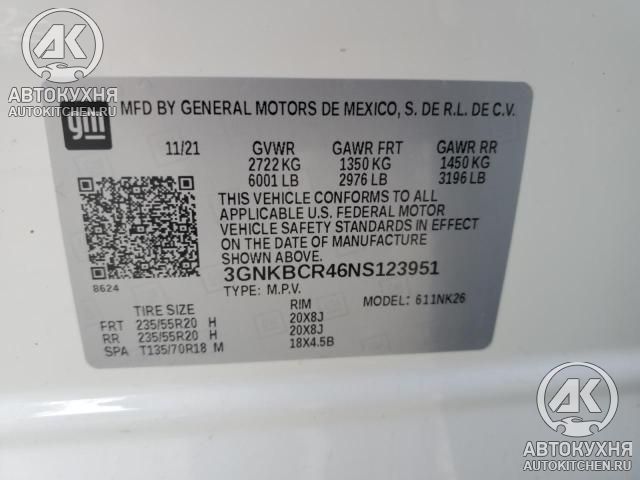 АК
АВТОКУХНЯ
AUTOKITCHEN.RU
gm
MFD BY GENERAL MOTORS DE MEXICO, S. DE R.L. DE C.V.
11/21 GVWR GAWR FRT GAWR RR
2722 KG 1350 KG 1450 KG
6001 LB 2976 LB 3196 LB
THIS VEHICLE CONFORMS TO ALL
APPLICABLE U.S. FEDERAL MOTOR
VEHICLE SAFETY STANDARDS IN EFFECT
ON THE DATE OF MANUFACTURE
SHOWN ABOVE.
8624
3GNKBCR46NS123951
TYPE: M.P.V. MODEL: 611NK26
TIRE SIZE RIM
FRT 235/55R20 H 20X8J
RR 235/55R20 H 20X8J
SPA T135/70R18 M 18X4.5B
АК
АВТОКУХНЯ
AUTOKITCHEN.RU